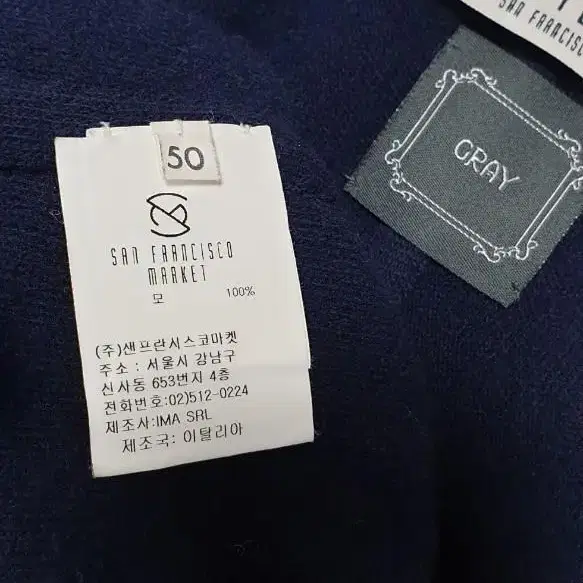 SAN FRANCISCO
GRAY
50
SAN FRANCISCO
MARKET
모 100%
(주)샌프란시스코마켓
주소 : 서울시 강남구
신사동 653번지 4층
전화번호:02)512-0224
제조사:IMA SRL
제조국: 이탈리아